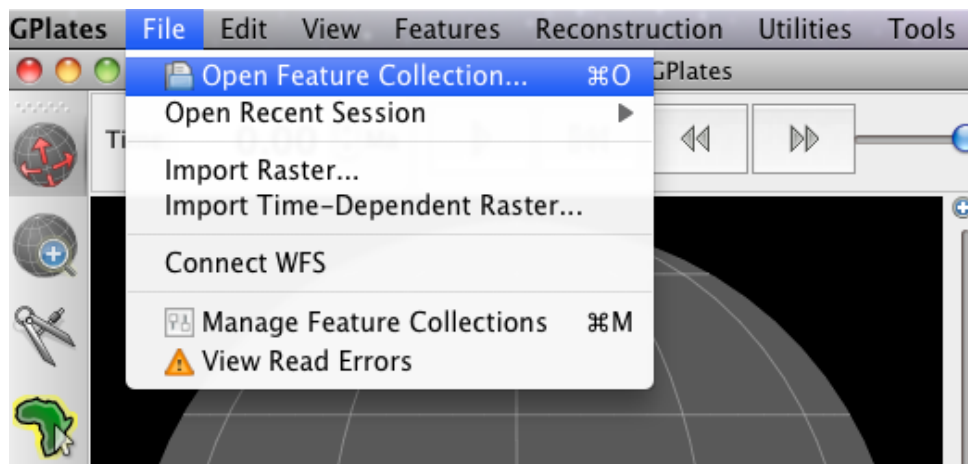 GPlates File Edit View Features Reconstruction Utilities Tools
GPlates
Open Feature Collection... ⌘O
Open Recent Session
Import Raster...
Import Time-Dependent Raster...
Connect WFS
Manage Feature Collections ⌘M
View Read Errors